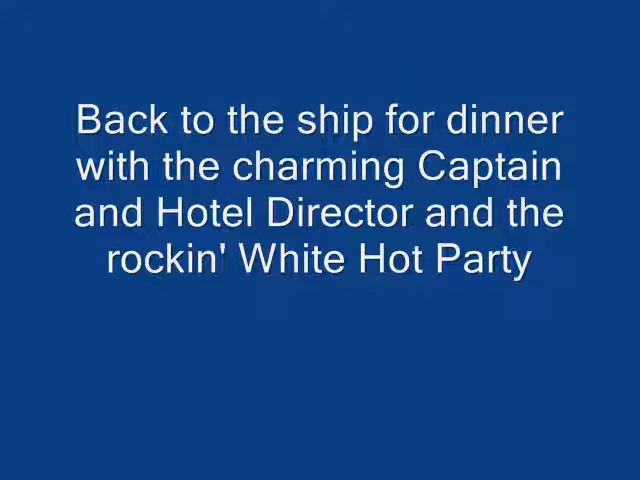 Back to the ship for dinner
with the charming Captain
and Hotel Director and the
rockin' White Hot Party